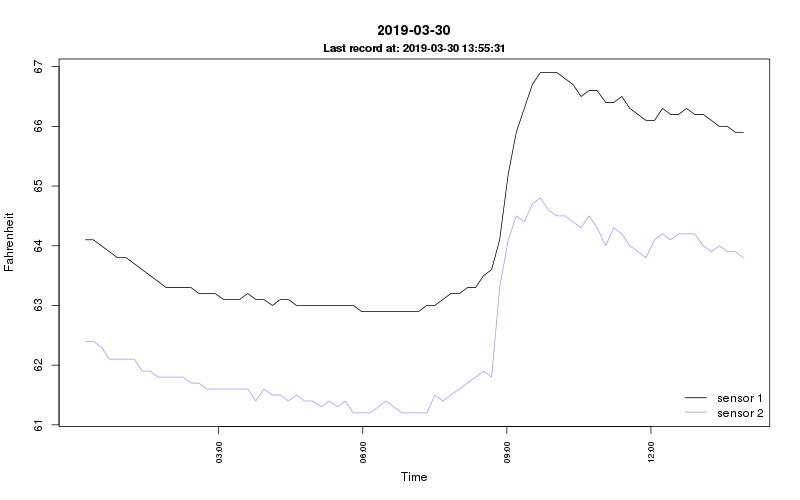 2019-03-30
Last record at: 2019-03-30 13:55:31
Fahrenheit
67
66
65
64
63
62
61
sensor 1
sensor 2
03:00
06:00
09:00
12:00
Time